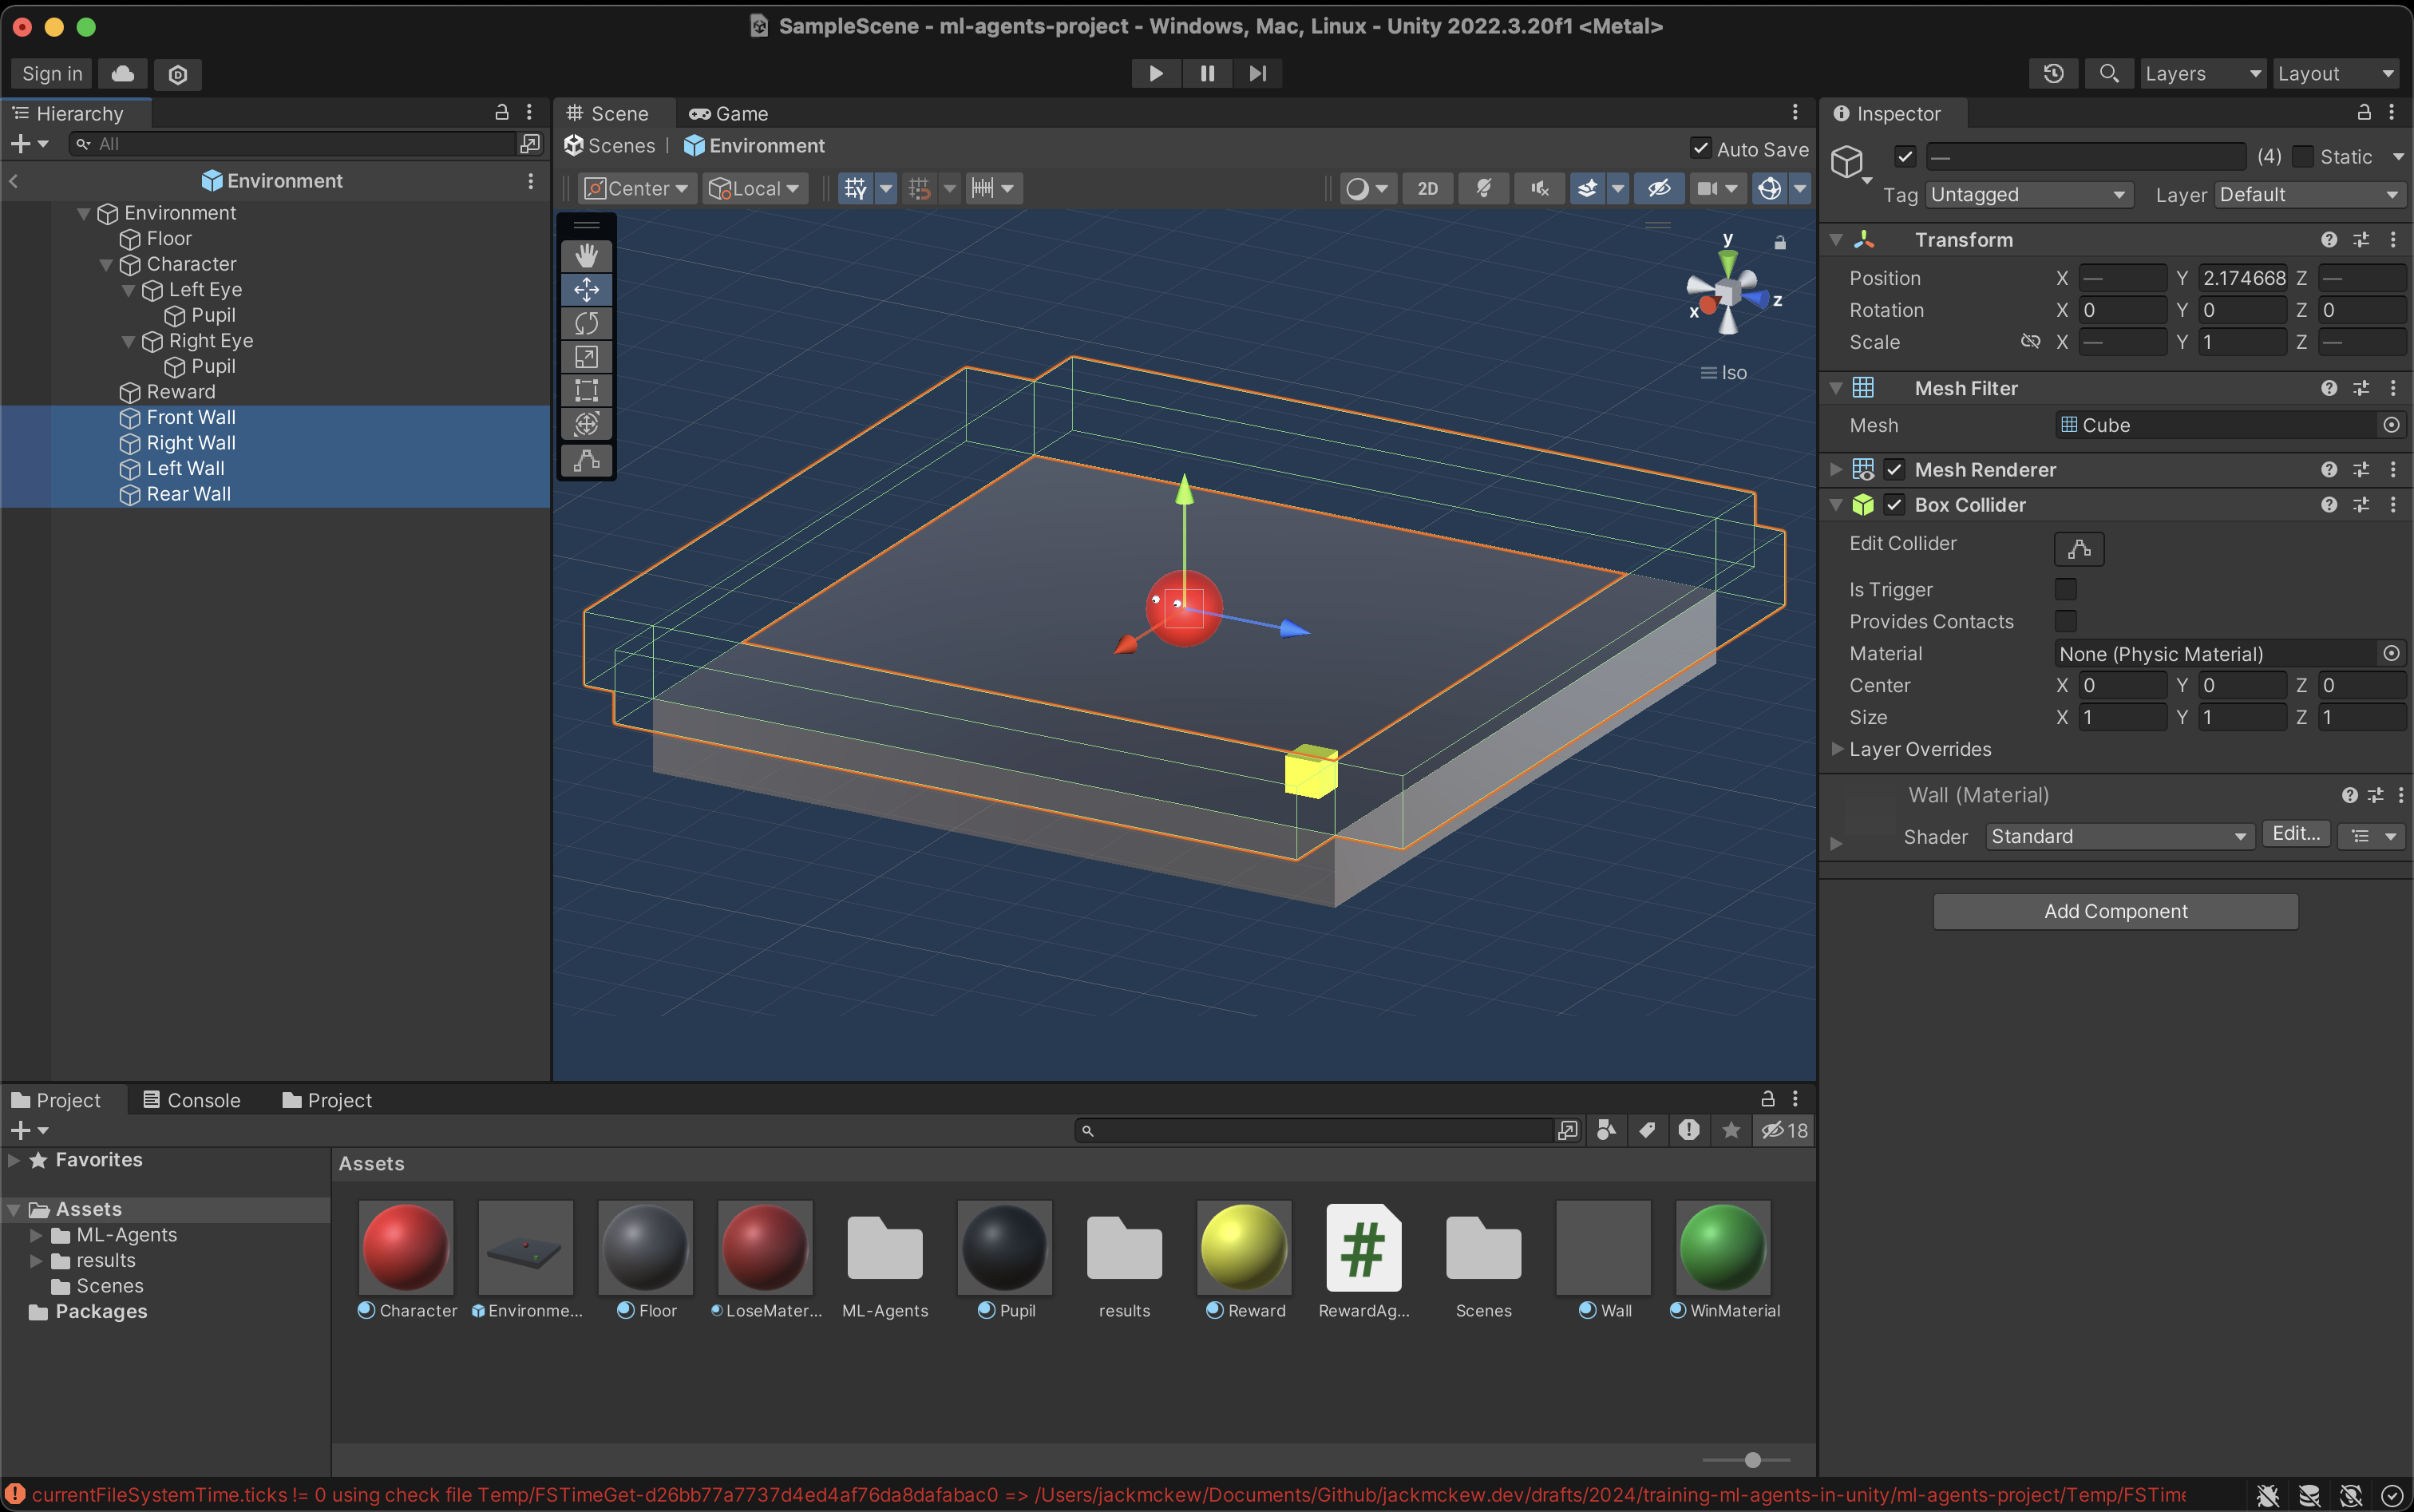 SampleScene - ml-agents-project - Windows, Mac, Linux - Unity 2022.3.20f1 <Metal>
Sign in
Layers
Layout
Hierarchy
All
Environment
Environment
Floor
Character
Left Eye
Pupil
Right Eye
Pupil
Reward
Front Wall
Right Wall
Left Wall
Rear Wall
Scene
Game
Scenes | Environment
Auto Save
Center
Local
2D
y
x
z
Iso
Inspector
— (4) Static
Tag Untagged Layer Default
Transform
Position X — Y 2.174668 Z —
Rotation X 0 Y 0 Z 0
Scale X — Y 1 Z —
Mesh Filter
Mesh Cube
Mesh Renderer
Box Collider
Edit Collider
Is Trigger
Provides Contacts
Material None (Physic Material)
Center X 0 Y 0 Z 0
Size X 1 Y 1 Z 1
Layer Overrides
Wall (Material)
Shader Standard Edit...
Add Component
Project
Console
Project
18
Favorites
Assets
ML-Agents
results
Scenes
Packages
Assets
Character
Environme...
Floor
LoseMater...
ML-Agents
Pupil
results
Reward
RewardAg...
Scenes
Wall
WinMaterial
currentFileSystemTime.ticks != 0 using check file Temp/FSTimeGet-d26bb77a7737d4ed4af76da8dafabac0 => /Users/jackmckew/Documents/Github/jackmckew.dev/drafts/2024/training-ml-agents-in-unity/ml-agents-project/Temp/FSTime